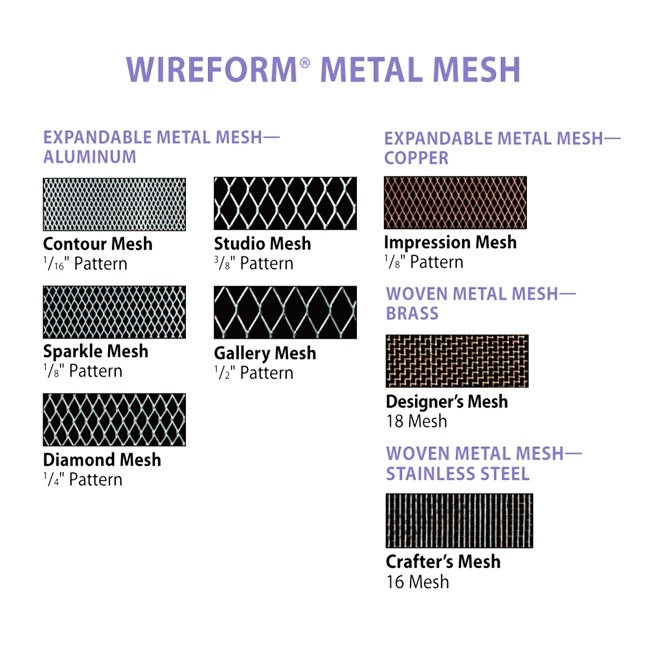 WIREFORM® METAL MESH
EXPANDABLE METAL MESH—
ALUMINUM
Contour Mesh
1/16" Pattern
Studio Mesh
3/8" Pattern
Sparkle Mesh
1/8" Pattern
Gallery Mesh
1/2" Pattern
Diamond Mesh
1/4" Pattern
EXPANDABLE METAL MESH—
COPPER
Impression Mesh
1/8" Pattern
WOVEN METAL MESH—
BRASS
Designer's Mesh
18 Mesh
WOVEN METAL MESH—
STAINLESS STEEL
Crafter's Mesh
16 Mesh